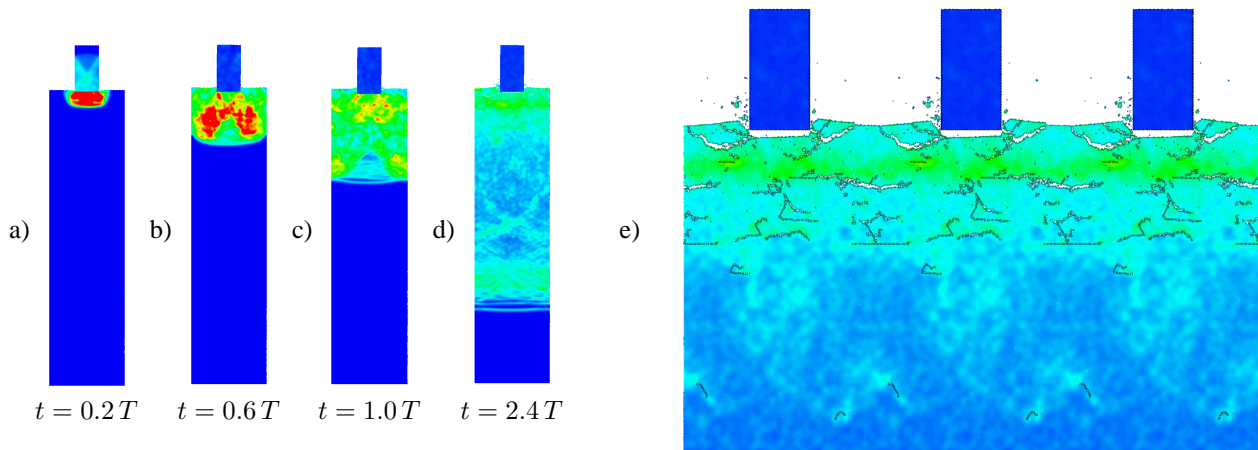 a) b) c) d) e)
t = 0.2 T t = 0.6 T t = 1.0 T t = 2.4 T